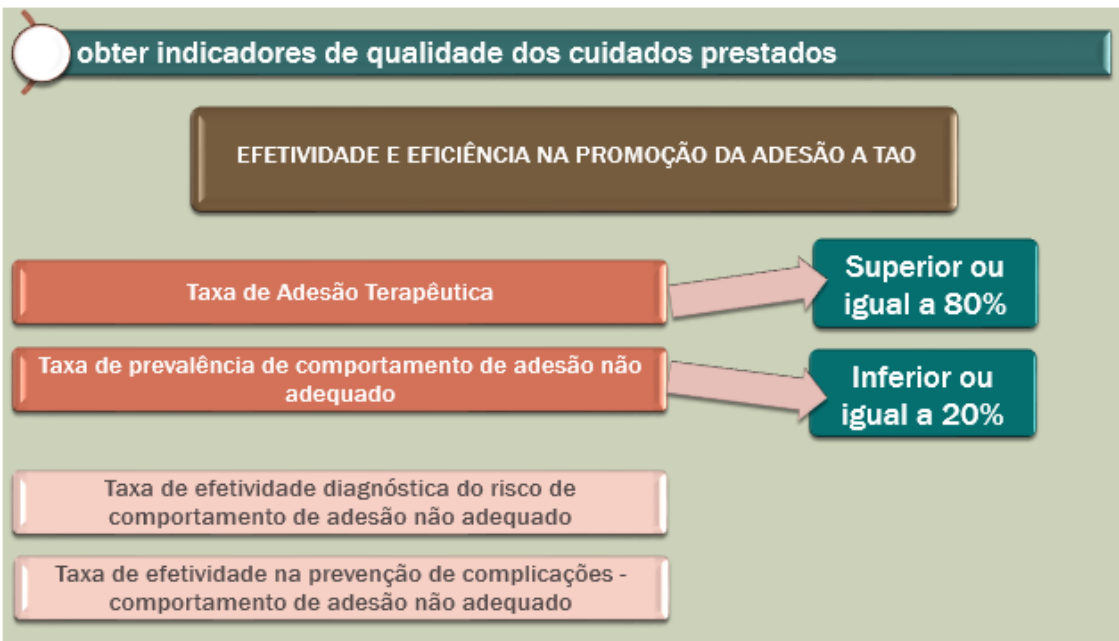 obter indicadores de qualidade dos cuidados prestados
EFETIVIDADE E EFICIÊNCIA NA PROMOÇÃO DA ADESÃO A TAO
Taxa de Adesão Terapêutica
Superior ou
igual a 80%
Taxa de prevalência de comportamento de adesão não
adequado
Inferior ou
igual a 20%
Taxa de efetividade diagnóstica do risco de
comportamento de adesão não adequado
Taxa de efetividade na prevenção de complicações -
comportamento de adesão não adequado